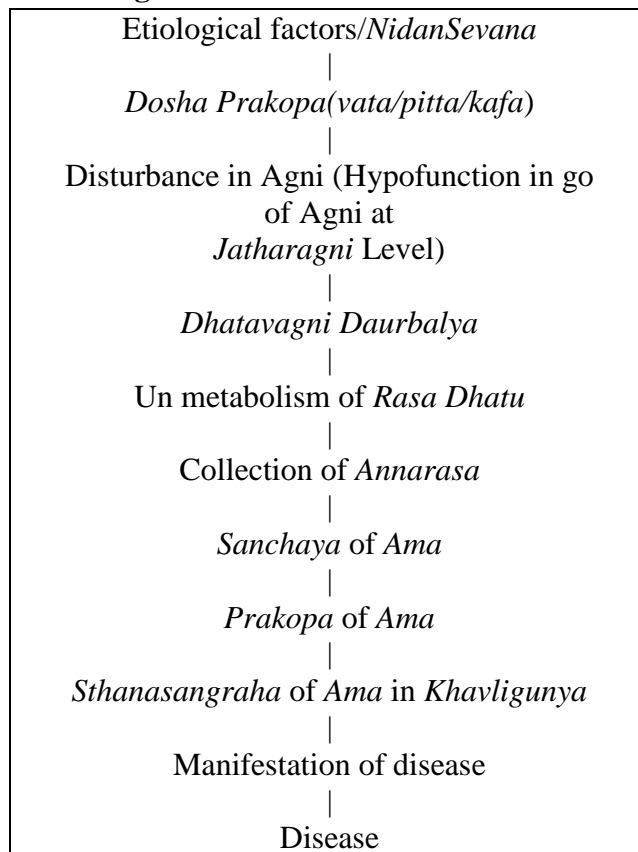 Etiological factors/NidanSevana
|
Dosha Prakopa(vata/pitta/kafa)
|
Disturbance in Agni (Hypofunction in go
of Agni at
Jatharagni Level)
|
Dhatavagni Daurbalya
|
Un metabolism of Rasa Dhatu
|
Collection of Annarasa
|
Sanchaya of Ama
|
Prakopa of Ama
|
Sthanasangraha of Ama in Khavligunya
|
Manifestation of disease
|
Disease